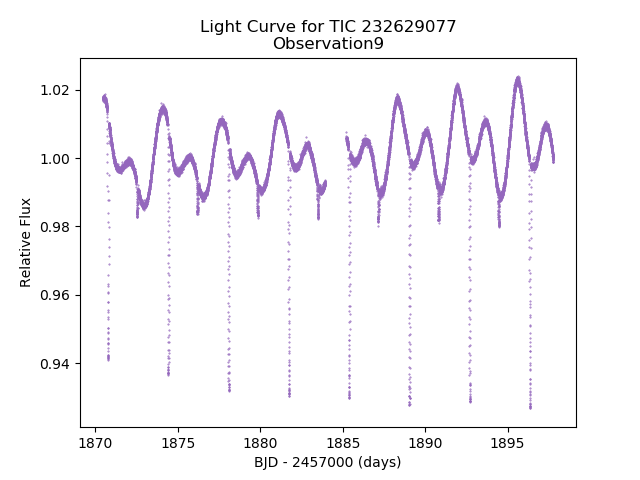 Light Curve for TIC 232629077
Observation9
Relative Flux
1.02
1.00
0.98
0.96
0.94
1870 1875 1880 1885 1890 1895
BJD - 2457000 (days)